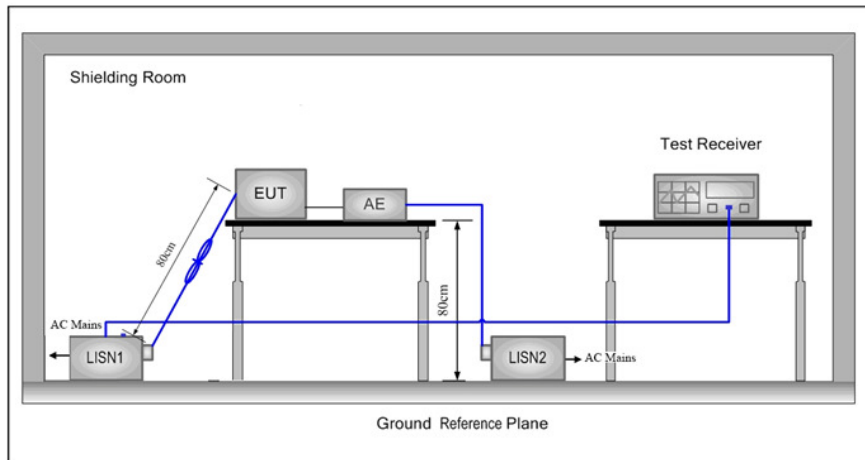 Shielding Room
Test Receiver
EUT
AE
80cm
80cm
AC Mains
LISN1
LISN2
AC Mains
Ground Reference Plane